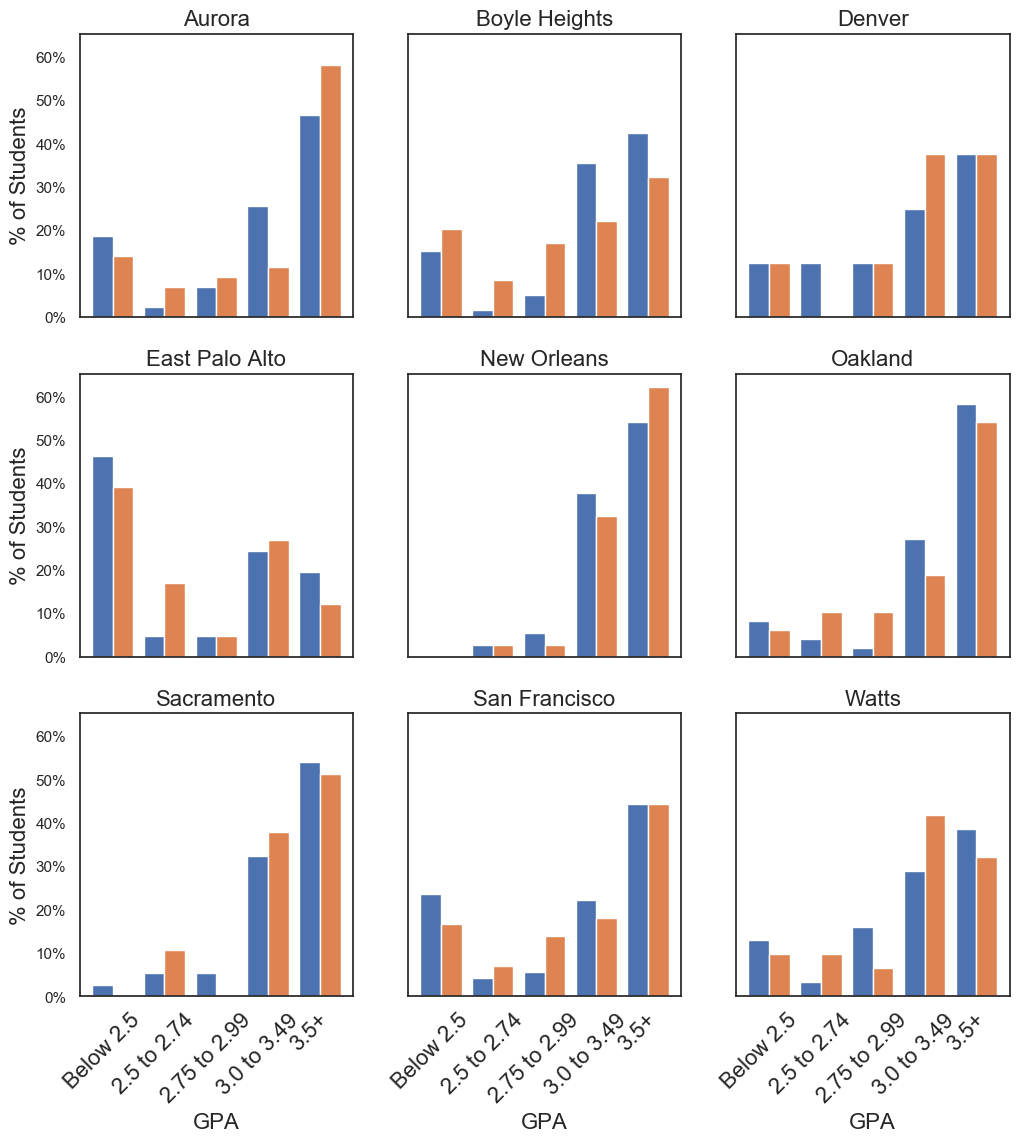 Aurora
Boyle Heights
Denver
60%
50%
40%
30%
20%
10%
0%
% of Students
East Palo Alto
New Orleans
Oakland
60%
50%
40%
30%
20%
10%
0%
% of Students
Sacramento
San Francisco
Watts
60%
50%
40%
30%
20%
10%
0%
% of Students
Below 2.5
2.5 to 2.74
2.75 to 2.99
3.0 to 3.49
3.5+
GPA
Below 2.5
2.5 to 2.74
2.75 to 2.99
3.0 to 3.49
3.5+
GPA
Below 2.5
2.5 to 2.74
2.75 to 2.99
3.0 to 3.49
3.5+
GPA